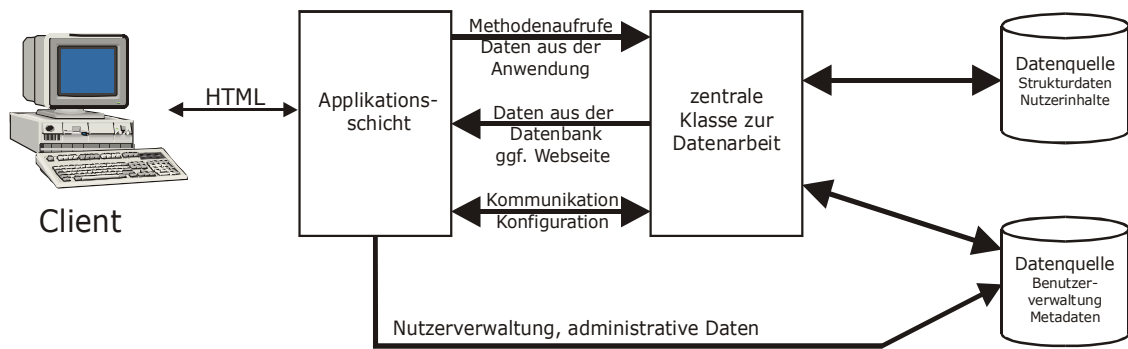 Client
HTML
Applikations-
schicht
Methodenaufrufe
Daten aus der
Anwendung
Daten aus der
Datenbank
ggf. Webseite
Kommunikation
Konfiguration
zentrale
Klasse zur
Datenarbeit
Datenquelle
Strukturdaten
Nutzerinhalte
Datenquelle
Benutzer-
verwaltung
Metadaten
Nutzerverwaltung, administrative Daten